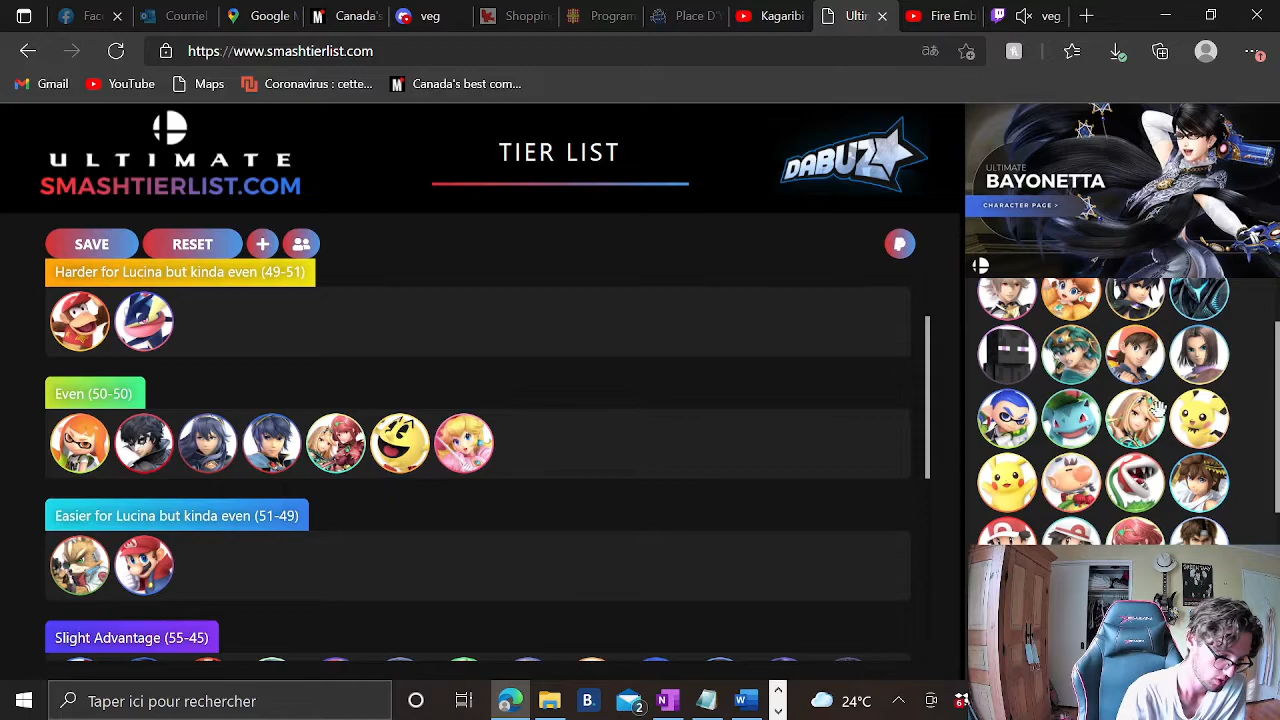 Fac
Courriel
Google
Canada's
veg
Shoppin
Program
Place D'Y
Kagaribi
Ultim
Fire Emb
veg
https://www.smashtierlist.com
Gmail
YouTube
Maps
Coronavirus : cette...
Canada's best com...
ULTIMATE
SMASHTIERLIST.COM
TIER LIST
DABUZ
ULTIMATE
BAYONETTA
CHARACTER PAGE >
SAVE
RESET
Harder for Lucina but kinda even (49-51)
Even (50-50)
Easier for Lucina but kinda even (51-49)
Slight Advantage (55-45)
Taper ici pour rechercher
24°C